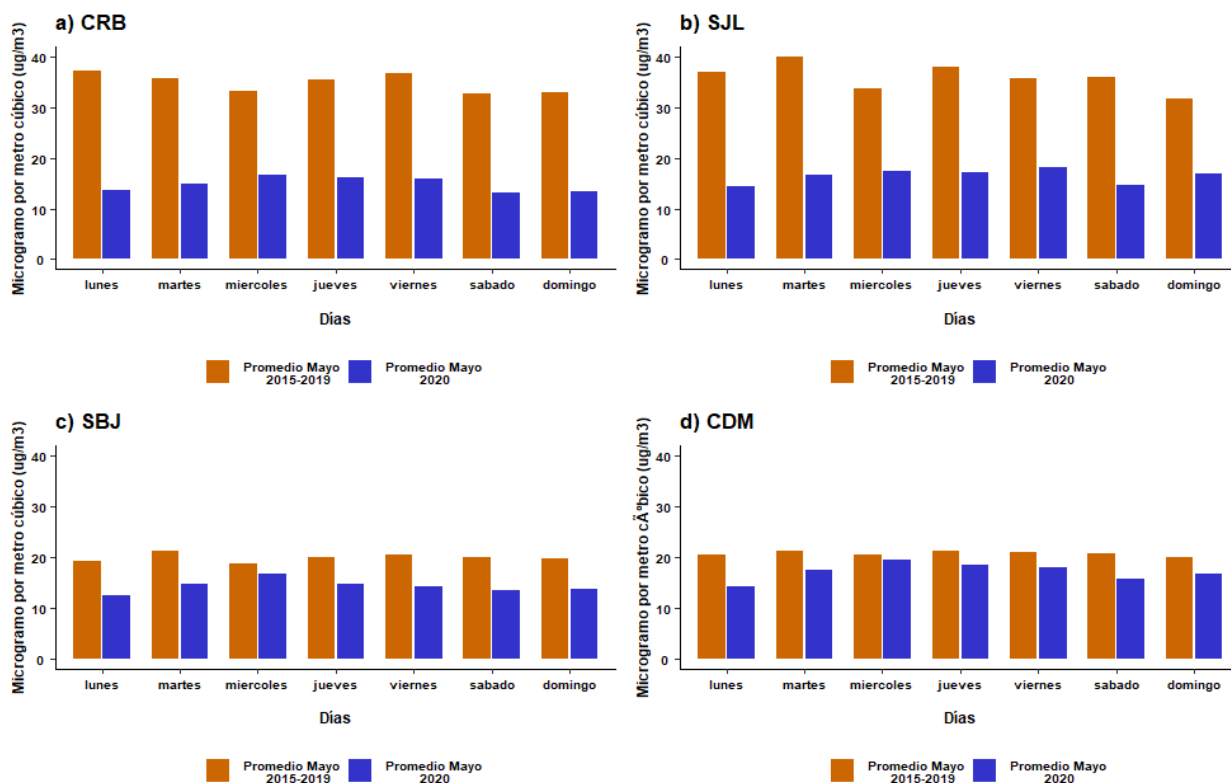 a) CRB
Microgramo por metro cúbico (ug/m3)
40
30
20
10
0
lunes martes miercoles jueves viernes sabado domingo
Días
Promedio Mayo
2015-2019
Promedio Mayo
2020
b) SJL
Microgramo por metro cúbico (ug/m3)
40
30
20
10
0
lunes martes miercoles jueves viernes sabado domingo
Días
Promedio Mayo
2015-2019
Promedio Mayo
2020
c) SBJ
Microgramo por metro cúbico (ug/m3)
40
30
20
10
0
lunes martes miercoles jueves viernes sabado domingo
Días
Promedio Mayo
2015-2019
Promedio Mayo
2020
d) CDM
Microgramo por metro cÃºbico (ug/m3)
40
30
20
10
0
lunes martes miercoles jueves viernes sabado domingo
Días
Promedio Mayo
2015-2019
Promedio Mayo
2020